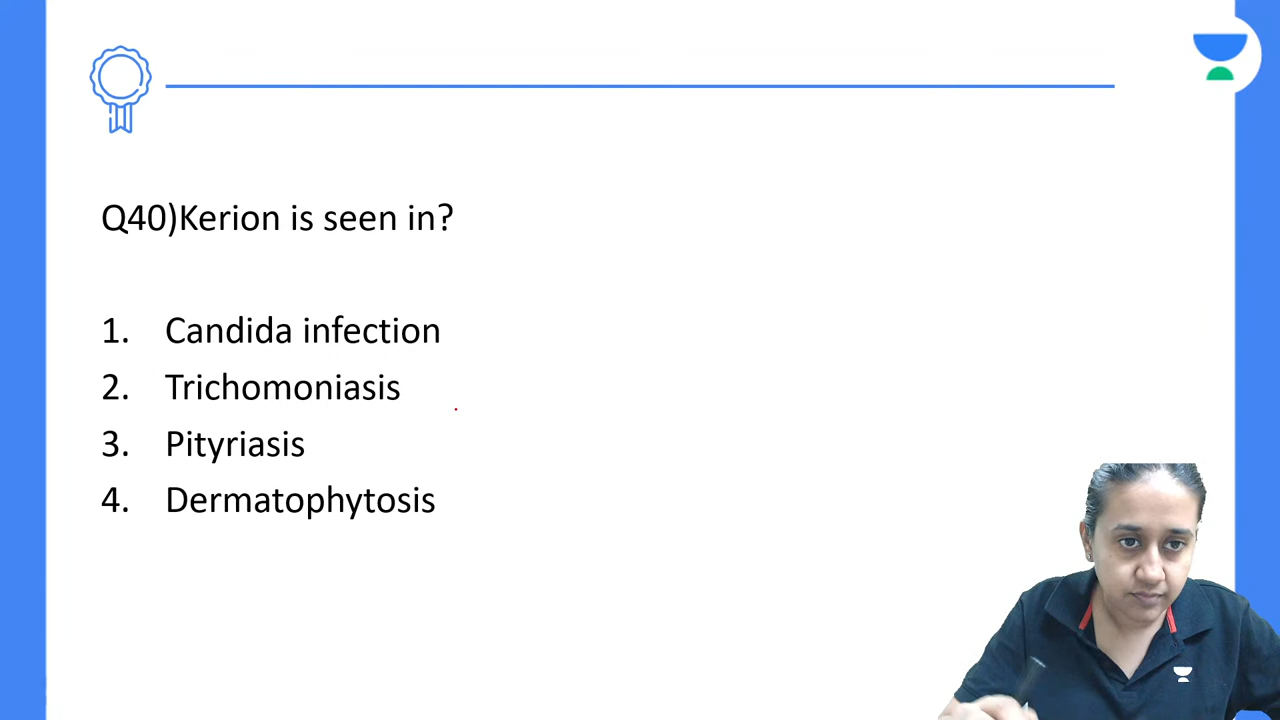 Q40)Kerion is seen in?
1. Candida infection
2. Trichomoniasis
3. Pityriasis
4. Dermatophytosis